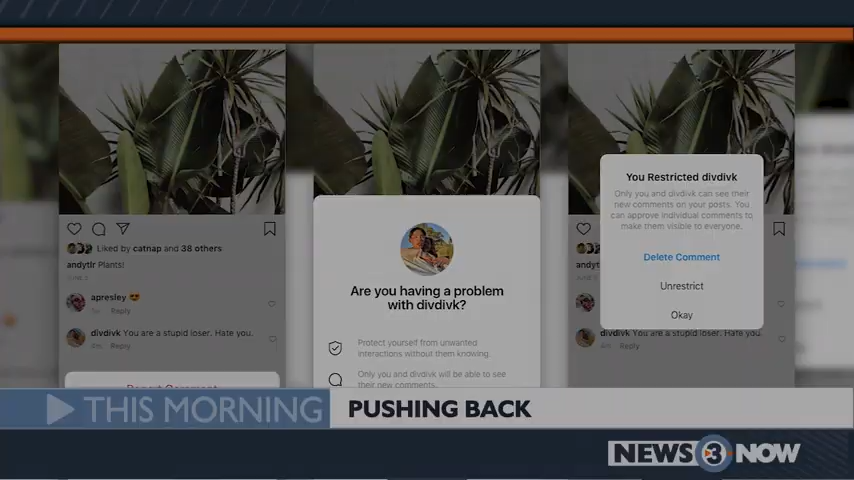 Liked by catnap and 38 others
andytlr Plants!
JUNE 2
apresley 😍
Reply
divdivk You are a stupid loser. Hate you.
Reply
Report Comment
Are you having a problem
with divdivk?
Protect yourself from unwanted
interactions without them knowing.
Only you and divdivk will be able to see
their new comments.
You Restricted divdivk
Only you and divdivk can see their
new comments on your posts. You
can approve individual comments to
make them visible to everyone.
Delete Comment
Unrestrict
Okay
divdivk You are a stupid loser. Hate you.
Reply
THIS MORNING
PUSHING BACK
NEWS 3 NOW